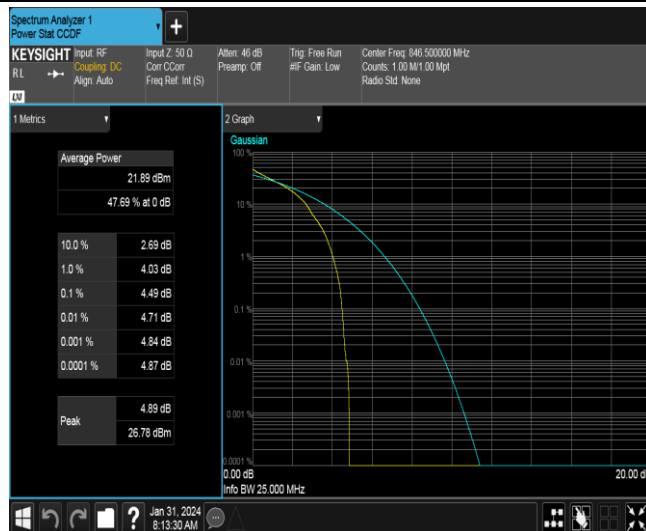 Spectrum Analyzer 1
Power Stat CCDF
+
KEYSIGHT
RL
LXI
Input: RF
Coupling: DC
Align: Auto
Input Z: 50 Ω
Corr CCorr
Freq Ref: Int (S)
Atten: 46 dB
Preamp: Off
Trig: Free Run
#IF Gain: Low
Center Freq: 846.500000 MHz
Counts: 1.00 M/1.00 Mpt
Radio Std: None
1 Metrics
Average Power
21.89 dBm
47.69 % at 0 dB
10.0 % 2.69 dB
1.0 % 4.03 dB
0.1 % 4.49 dB
0.01 % 4.71 dB
0.001 % 4.84 dB
0.0001 % 4.87 dB
Peak
4.89 dB
26.78 dBm
2 Graph
Gaussian
100 %
10 %
1 %
0.1 %
0.01 %
0.001 %
0.0001 %
0.00 dB
20.00 d
Info BW 25.000 MHz
?
Jan 31, 2024
8:13:30 AM